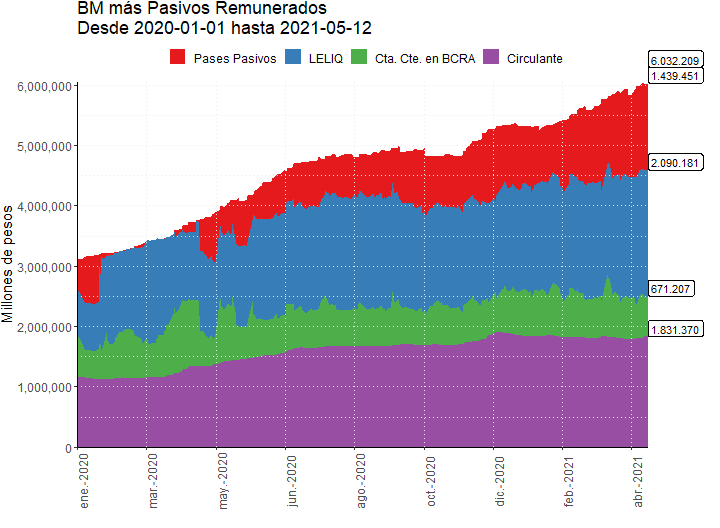 BM más Pasivos Remunerados
Desde 2020-01-01 hasta 2021-05-12
Pases Pasivos LELIQ Cta. Cte. en BCRA Circulante
6.032.209
1.439.451
2.090.181
671.207
1.831.370
Millones de pesos
6,000,000
5,000,000
4,000,000
3,000,000
2,000,000
1,000,000
0
ene.-2020
mar.-2020
may.-2020
jun.-2020
ago.-2020
oct.-2020
dic.-2020
feb.-2021
abr.-2021